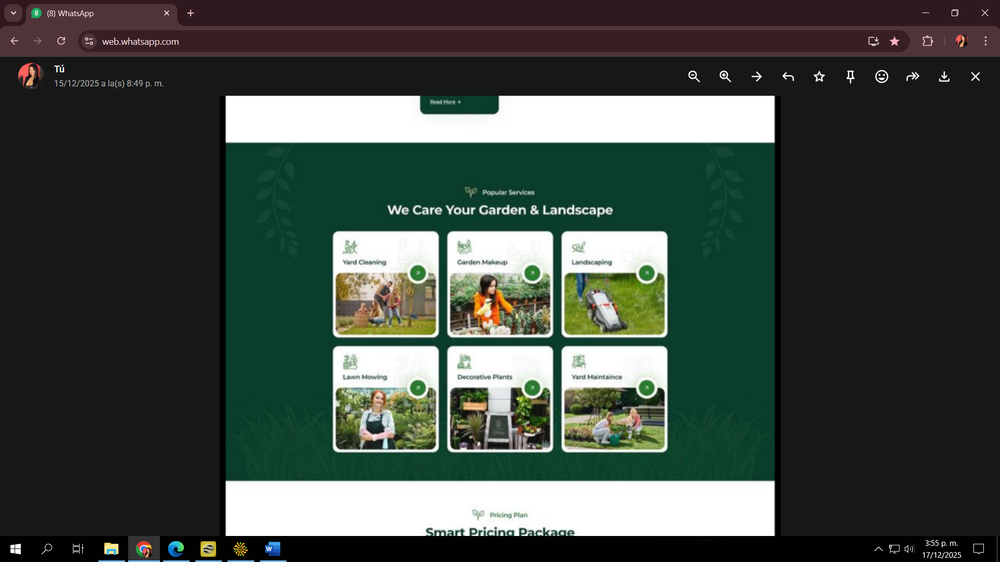 8 (8) WhatsApp
web.whatsapp.com
Tú
15/12/2025 a la(s) 8:49 p. m.
Read More
Popular Services
We Care Your Garden & Landscape
Yard Cleaning
Garden Makeup
Landscaping
Lawn Mowing
Decorative Plants
Yard Maintaince
OPEN
Pricing Plan
Smart Pricing Package
W
3:55 p. m.
17/12/2025